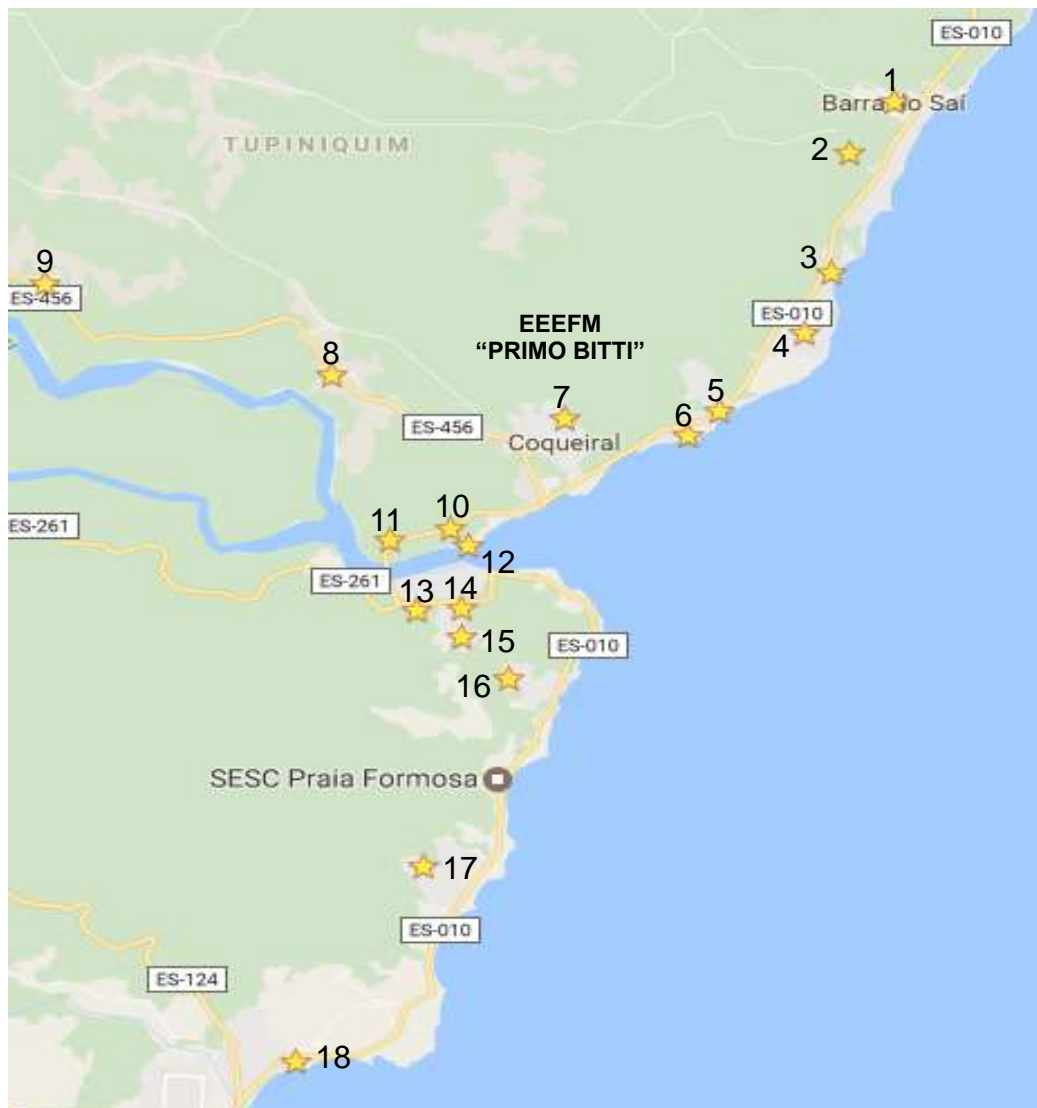 ES-010
1
Barra do Saí
TUPINIQUIM
2
9
ES-456
3
ES-010
4
EEEFM
“PRIMO BITTI”
8
7
5
6
ES-456
Coqueiral
10
11
ES-261
12
ES-261
13
14
15
ES-010
16
SESC Praia Formosa
17
ES-010
ES-124
18